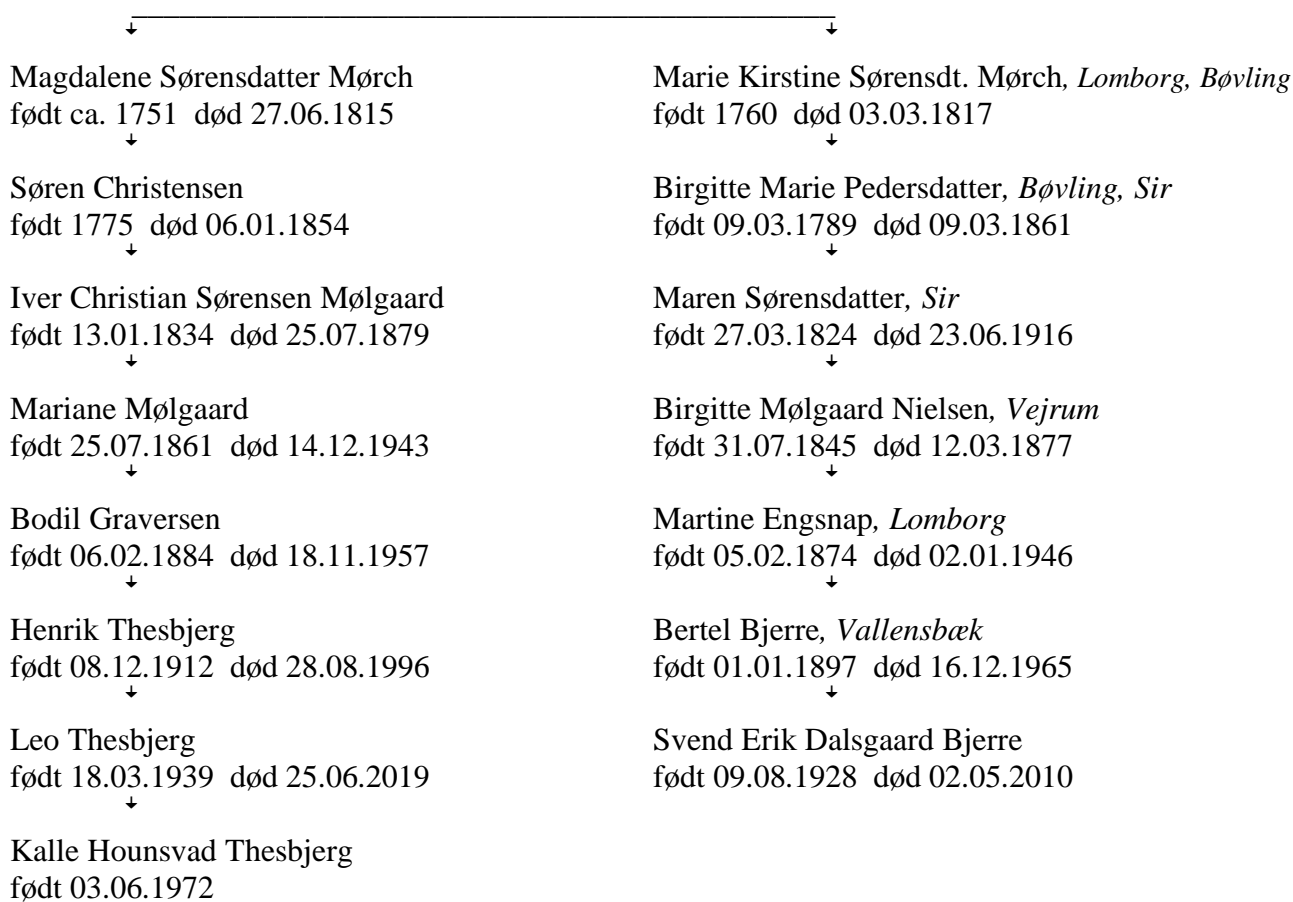 Magdalene Sørensdatter Mørch
født ca. 1751 død 27.06.1815
Søren Christensen
født 1775 død 06.01.1854
Iver Christian Sørensen Mølgaard
født 13.01.1834 død 25.07.1879
Mariane Mølgaard
født 25.07.1861 død 14.12.1943
Bodil Graversen
født 06.02.1884 død 18.11.1957
Henrik Thesbjerg
født 08.12.1912 død 28.08.1996
Leo Thesbjerg
født 18.03.1939 død 25.06.2019
Kalle Hounsvad Thesbjerg
født 03.06.1972
Marie Kirstine Sørensdt. Mørch, Lomborg, Bøvling
født 1760 død 03.03.1817
Birgitte Marie Pedersdatter, Bøvling, Sir
født 09.03.1789 død 09.03.1861
Maren Sørensdatter, Sir
født 27.03.1824 død 23.06.1916
Birgitte Mølgaard Nielsen, Vejrum
født 31.07.1845 død 12.03.1877
Martine Engsnap, Lomborg
født 05.02.1874 død 02.01.1946
Bertel Bjerre, Vallensbæk
født 01.01.1897 død 16.12.1965
Svend Erik Dalsgaard Bjerre
født 09.08.1928 død 02.05.2010